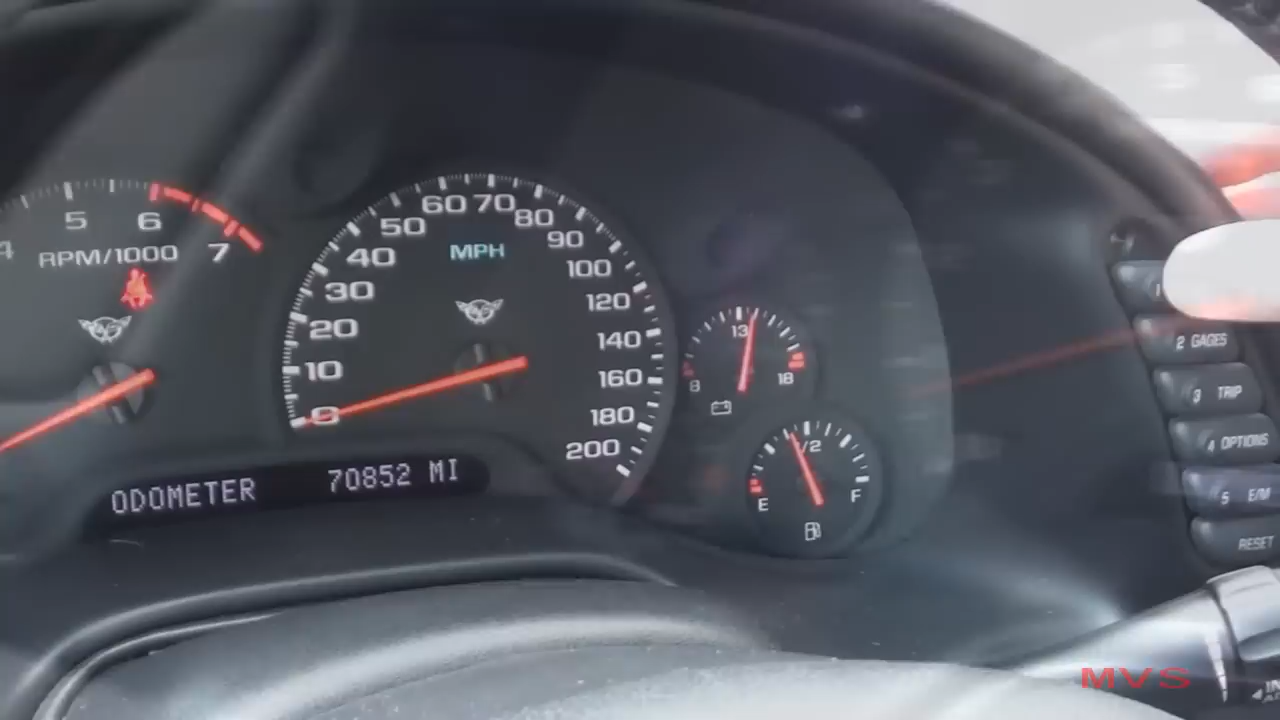 4 5 6 7
RPM/1000
0 10 20 30 40 50 60 70 80 90 100 120 140 160 180 200
MPH
8 13 18
E 1/2 F
ODOMETER 70852 MI
1
2 GAGES
3 TRIP
4 OPTIONS
5 E/M
RESET
MVS